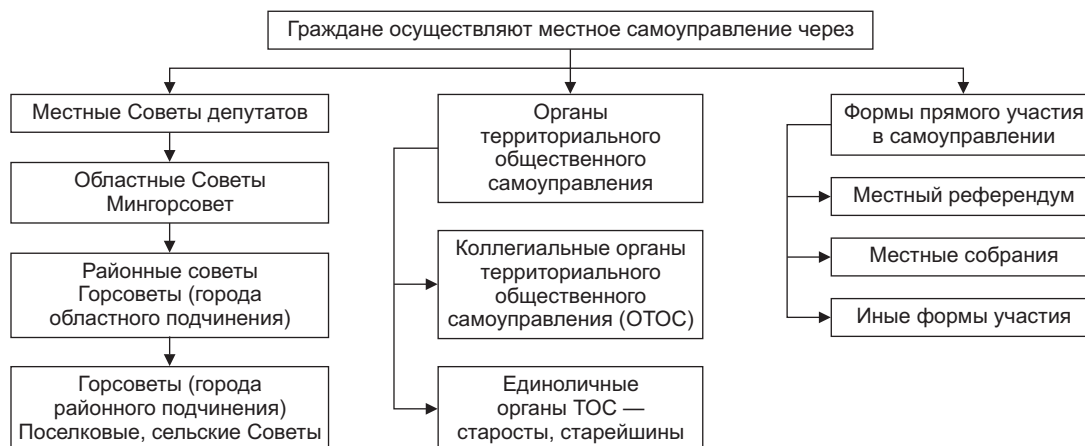 Граждане осуществляют местное самоуправление через
Местные Советы депутатов
Областные Советы
Мингорсовет
Районные советы
Горсоветы (города
областного подчинения)
Горсоветы (города
районного подчинения)
Поселковые, сельские Советы
Органы
территориального
общественного
самоуправления
Коллегиальные органы
территориального
общественного
самоуправления (ОТОС)
Единоличные
органы ТОС —
старосты, старейшины
Формы прямого участия
в самоуправлении
Местный референдум
Местные собрания
Иные формы участия